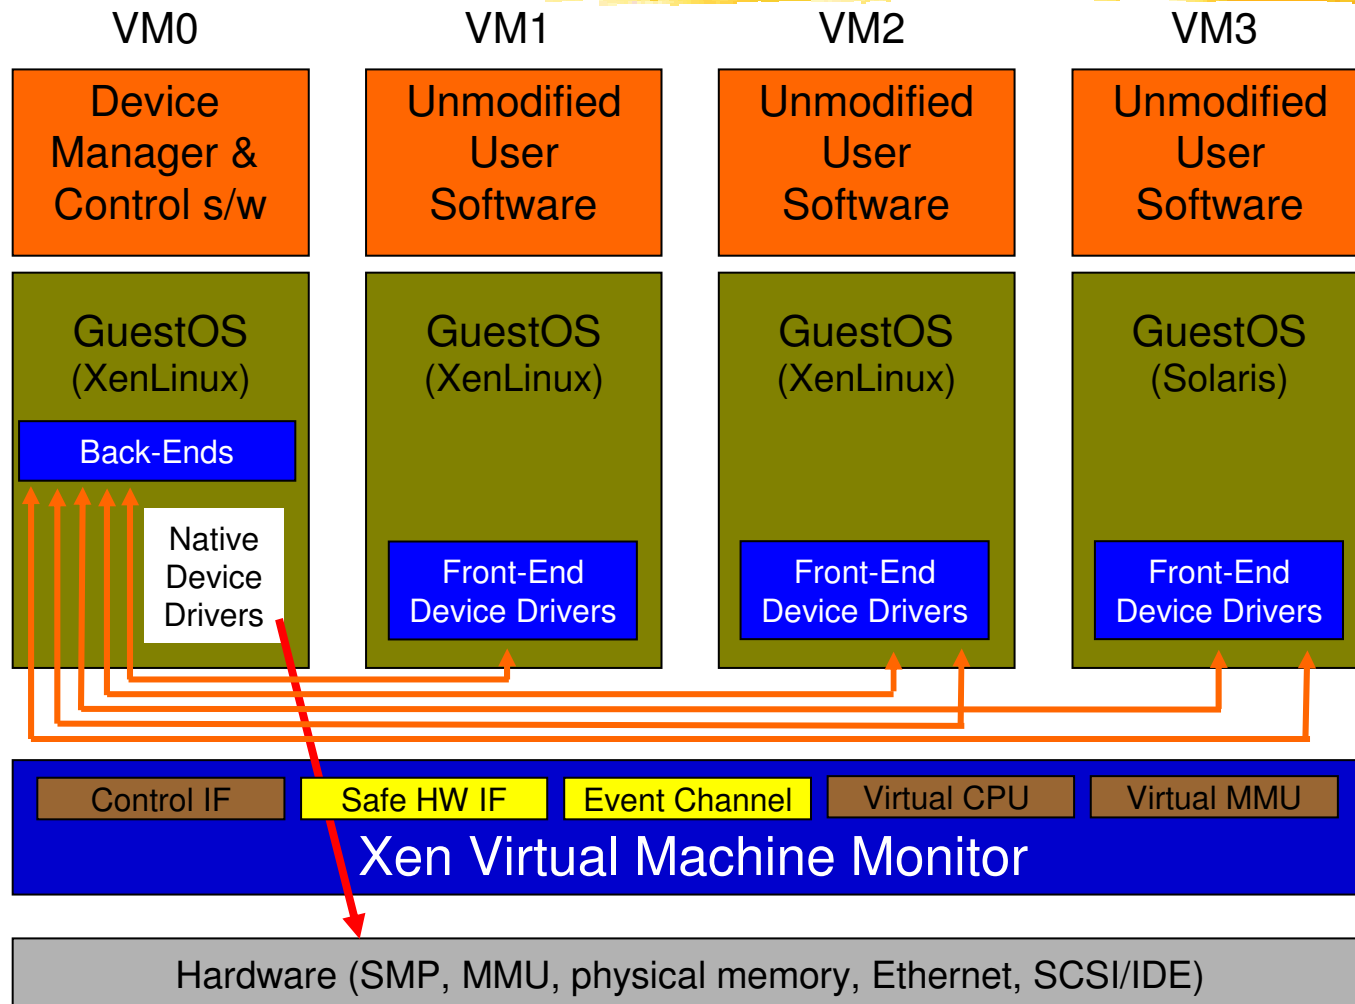 VM0
VM1
VM2
VM3
Device
Manager &
Control s/w
Unmodified
User
Software
Unmodified
User
Software
Unmodified
User
Software
GuestOS
(XenLinux)
GuestOS
(XenLinux)
GuestOS
(XenLinux)
GuestOS
(Solaris)
Back-Ends
Native
Device
Drivers
Front-End
Device Drivers
Front-End
Device Drivers
Front-End
Device Drivers
Control IF
Safe HW IF
Event Channel
Virtual CPU
Virtual MMU
Xen Virtual Machine Monitor
Hardware (SMP, MMU, physical memory, Ethernet, SCSI/IDE)